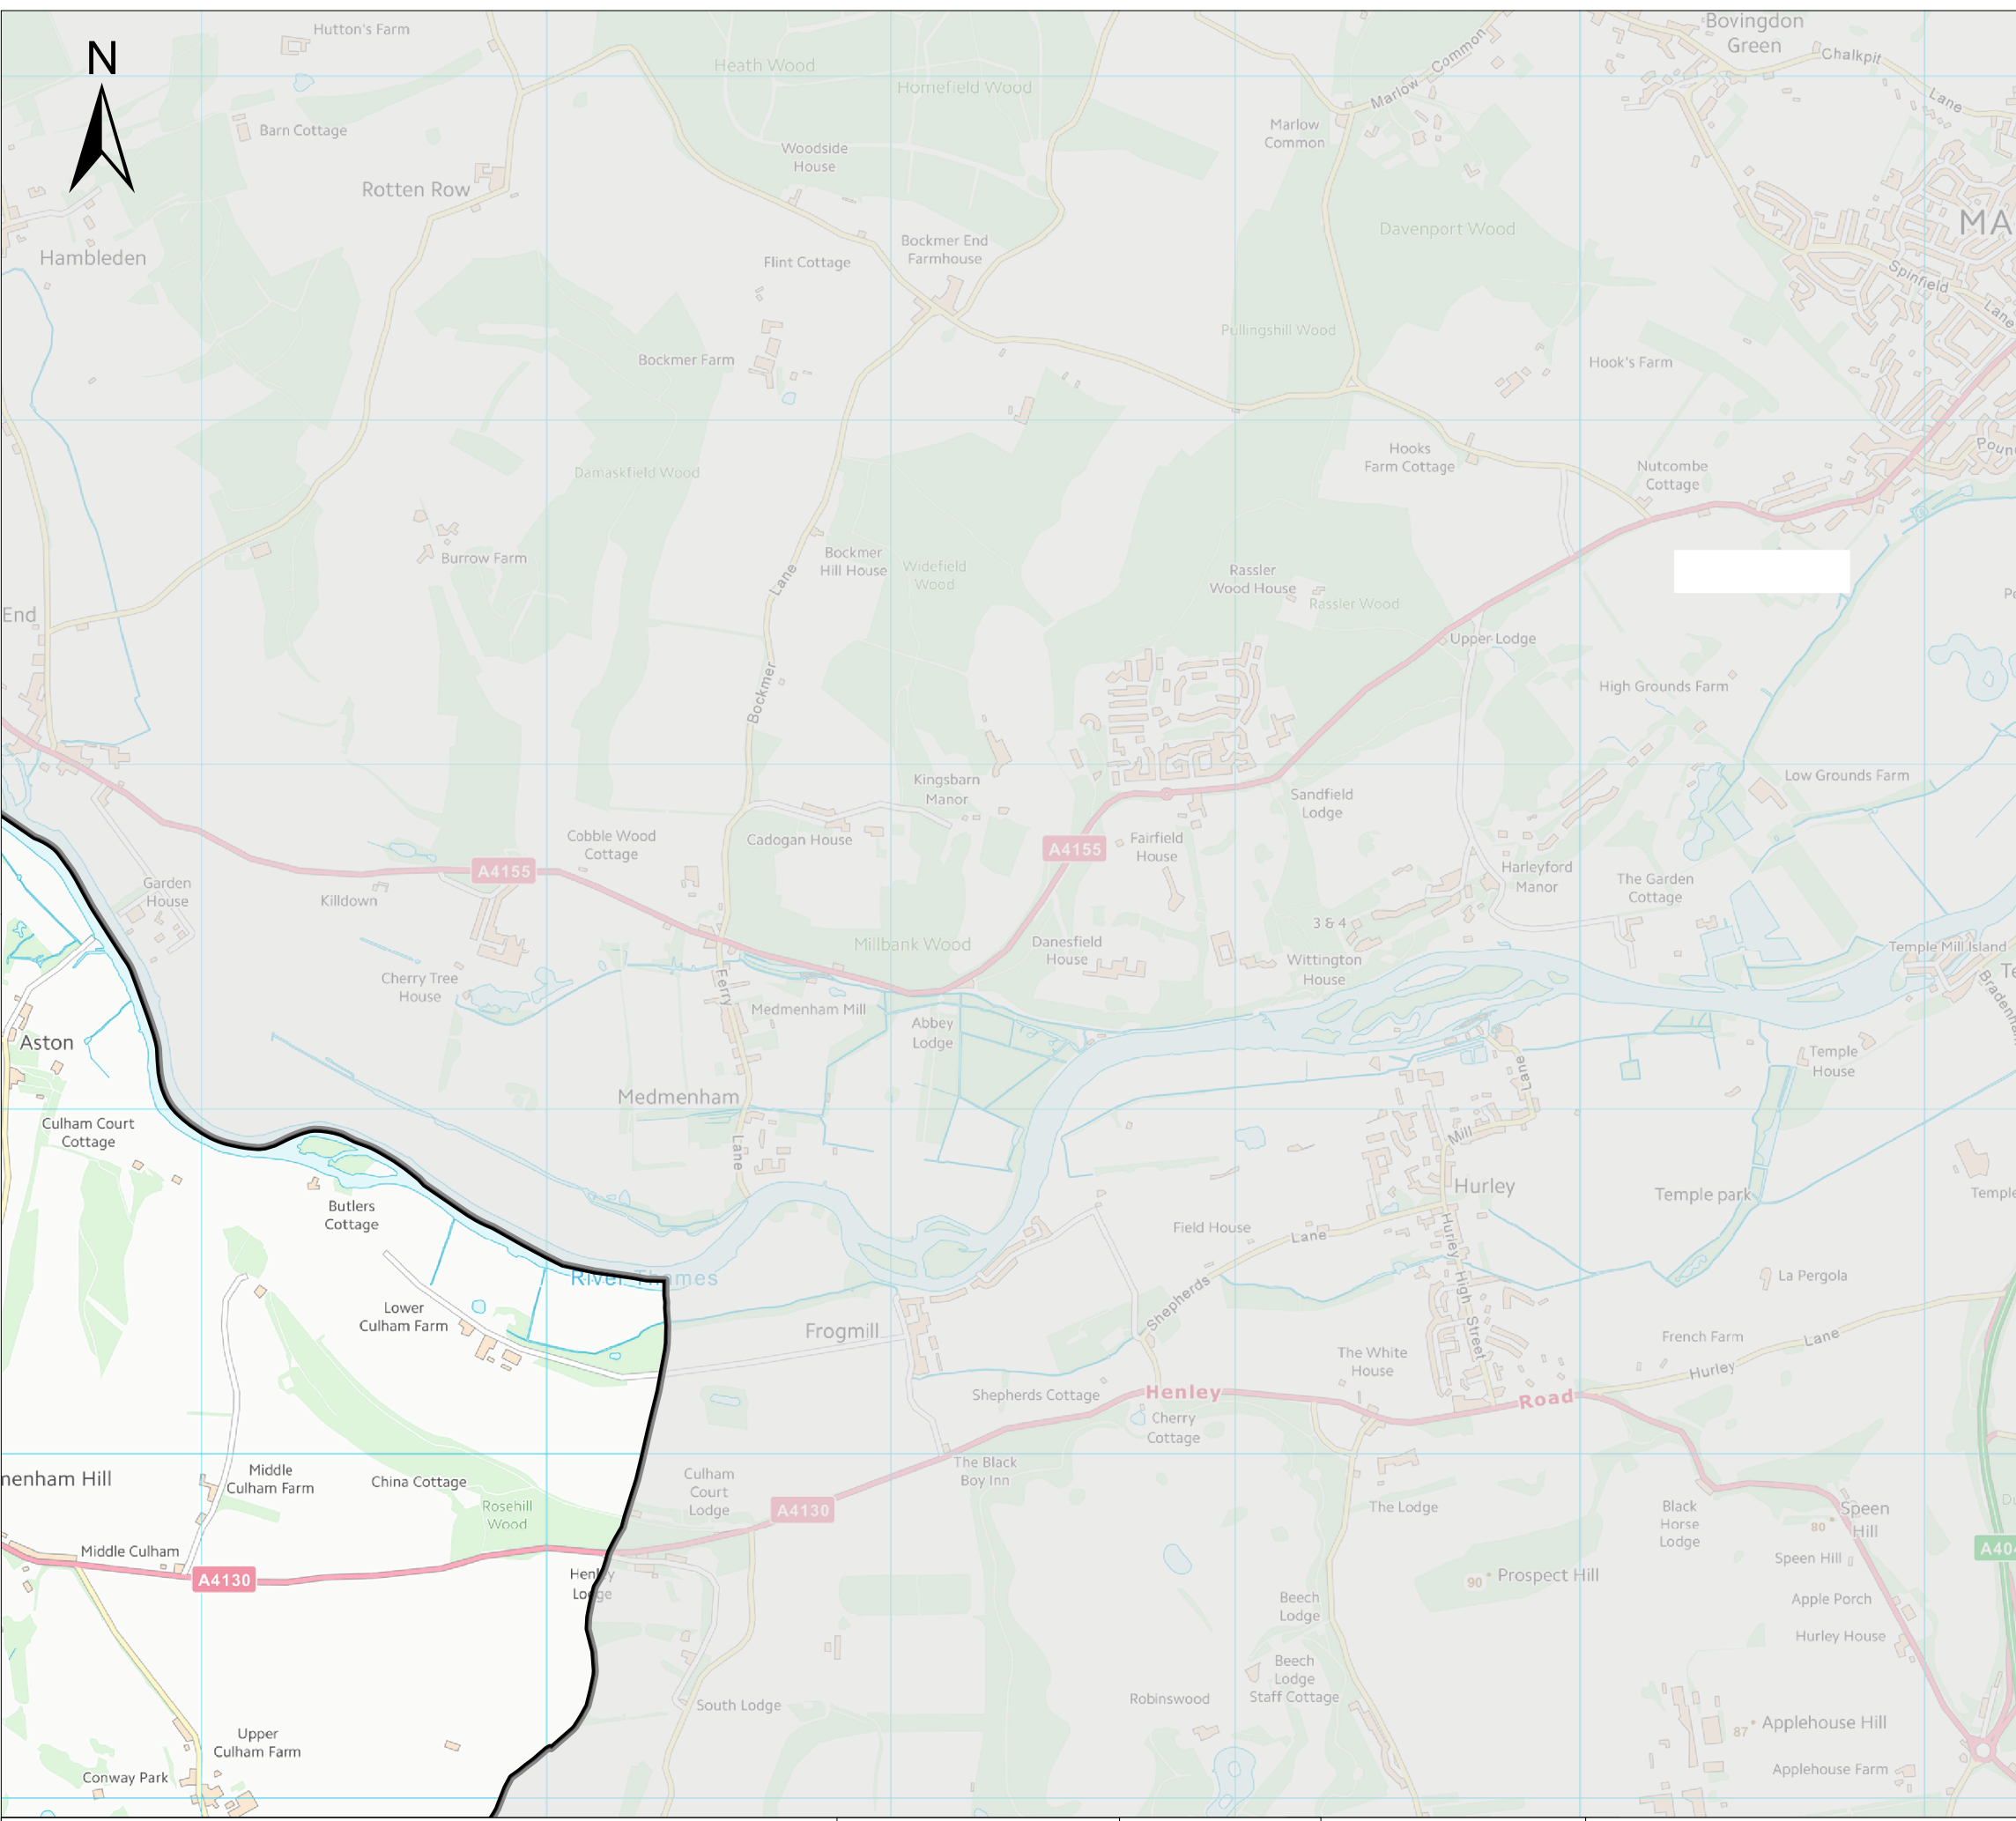 Hutton's Farm
Bovingdon
Green
N
Heath Wood
Marlow Common
Chalkpit
Lane
Homefield Wood
Barn Cottage
Marlow
Common
Woodside
House
Rotten Row
MA
Davenport Wood
Hambleden
Bockmer End
Farmhouse
Flint Cottage
Spinfield
Lane
Pullingshill Wood
Bockmer Farm
Hook's Farm
Hooks
Farm Cottage
Nutcombe
Cottage
Poun
Damaskfield Wood
Burrow Farm
Bockmer
Hill House
Widefield
Wood
Rassler
Wood House
Rassler Wood
Lane
End
Upper Lodge
Bockmer
High Grounds Farm
Kingsbarn
Manor
Low Grounds Farm
Sandfield
Lodge
Cobble Wood
Cottage
Cadogan House
A4155
Fairfield
House
A4155
Garden
House
Killdown
Harleyford
Manor
The Garden
Cottage
3 & 4
Millbank Wood
Danesfield
House
Wittington
House
Temple Mill Island
Te
Cherry Tree
House
Ferry
Medmenham Mill
Abbey
Lodge
Aston
Temple
House
Lane
Medmenham
Culham Court
Cottage
Lane
Mill
Hurley
Temple park
Temple
Butlers
Cottage
Field House
Lane
Hurley
River Thames
High
La Pergola
Lower
Culham Farm
Shepherds
Frogmill
Street
French Farm
Lane
The White
House
Hurley
Shepherds Cottage
Henley
Road
Cherry
Cottage
menham Hill
Middle
Culham Farm
China Cottage
Culham
Court
Lodge
The Black
Boy Inn
Rosehill
Wood
A4130
The Lodge
Black
Horse
Lodge
Speen
Hill
80
Middle Culham
A4130
Speen Hill
A404
Henley
Lodge
90
Prospect Hill
Beech
Lodge
Apple Porch
Hurley House
Beech
Lodge
Staff Cottage
Robinswood
South Lodge
Upper
Culham Farm
87
Applehouse Hill
Conway Park
Applehouse Farm